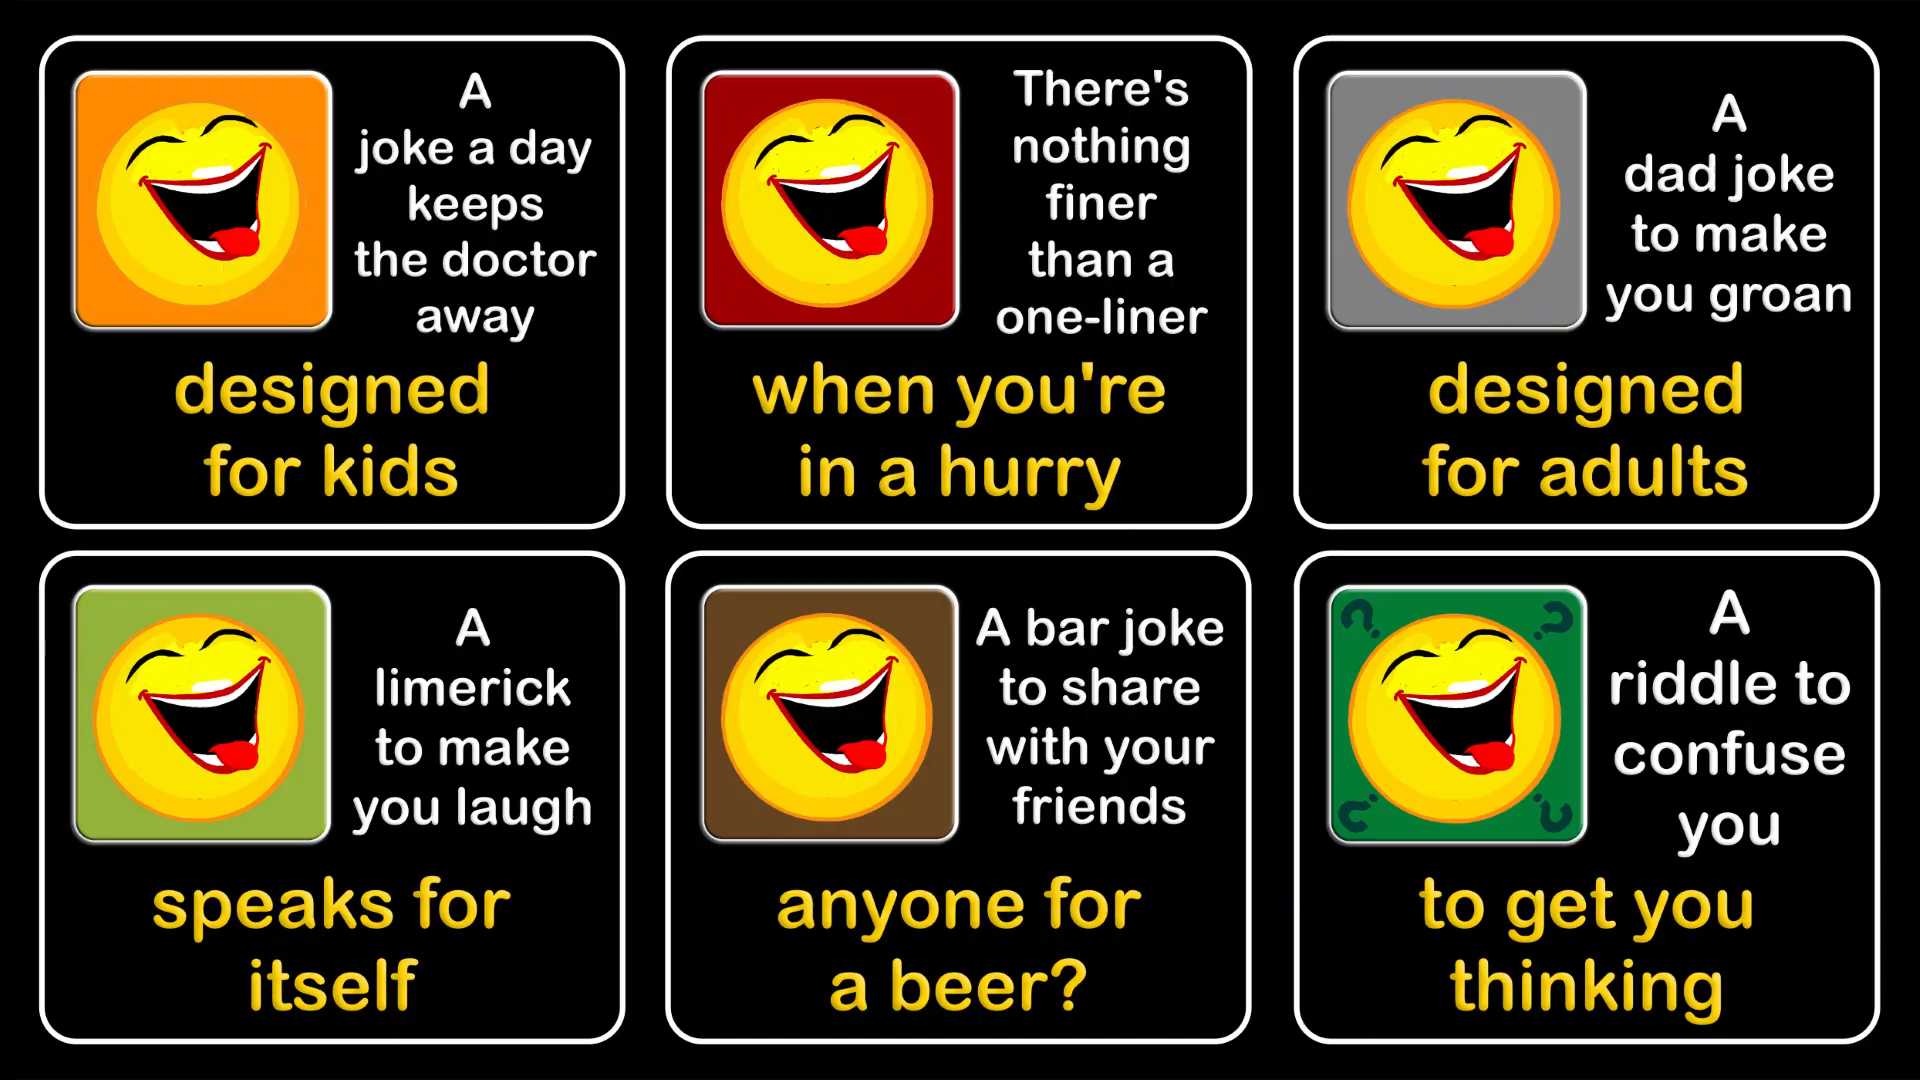 A
joke a day
keeps
the doctor
away
designed
for kids
There's
nothing
finer
than a
one-liner
when you're
in a hurry
A
dad joke
to make
you groan
designed
for adults
A
limerick
to make
you laugh
speaks for
itself
A bar joke
to share
with your
friends
anyone for
a beer?
? ?
? ?
A
riddle to
confuse
you
to get you
thinking